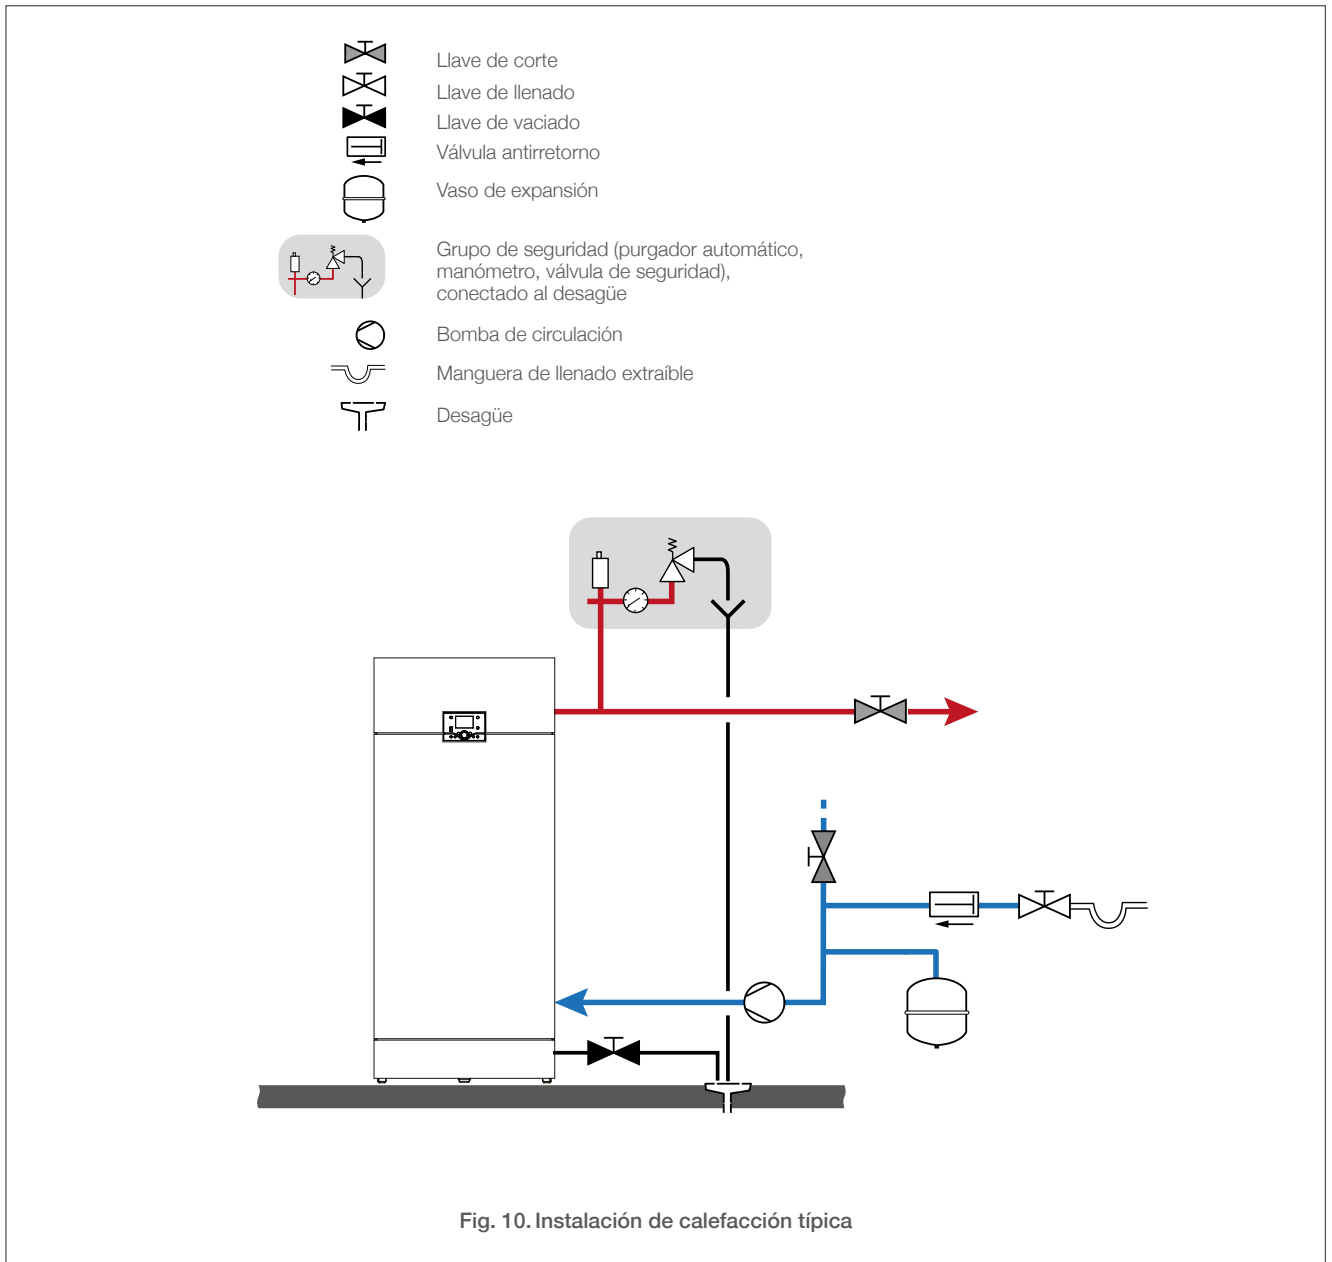 Llave de corte
Llave de llenado
Llave de vaciado
Válvula antirretorno
Vaso de expansión
Grupo de seguridad (purgador automático,
manómetro, válvula de seguridad),
conectado al desagüe
Bomba de circulación
Manguera de llenado extraíble
Desagüe
Fig. 10. Instalación de calefacción típica